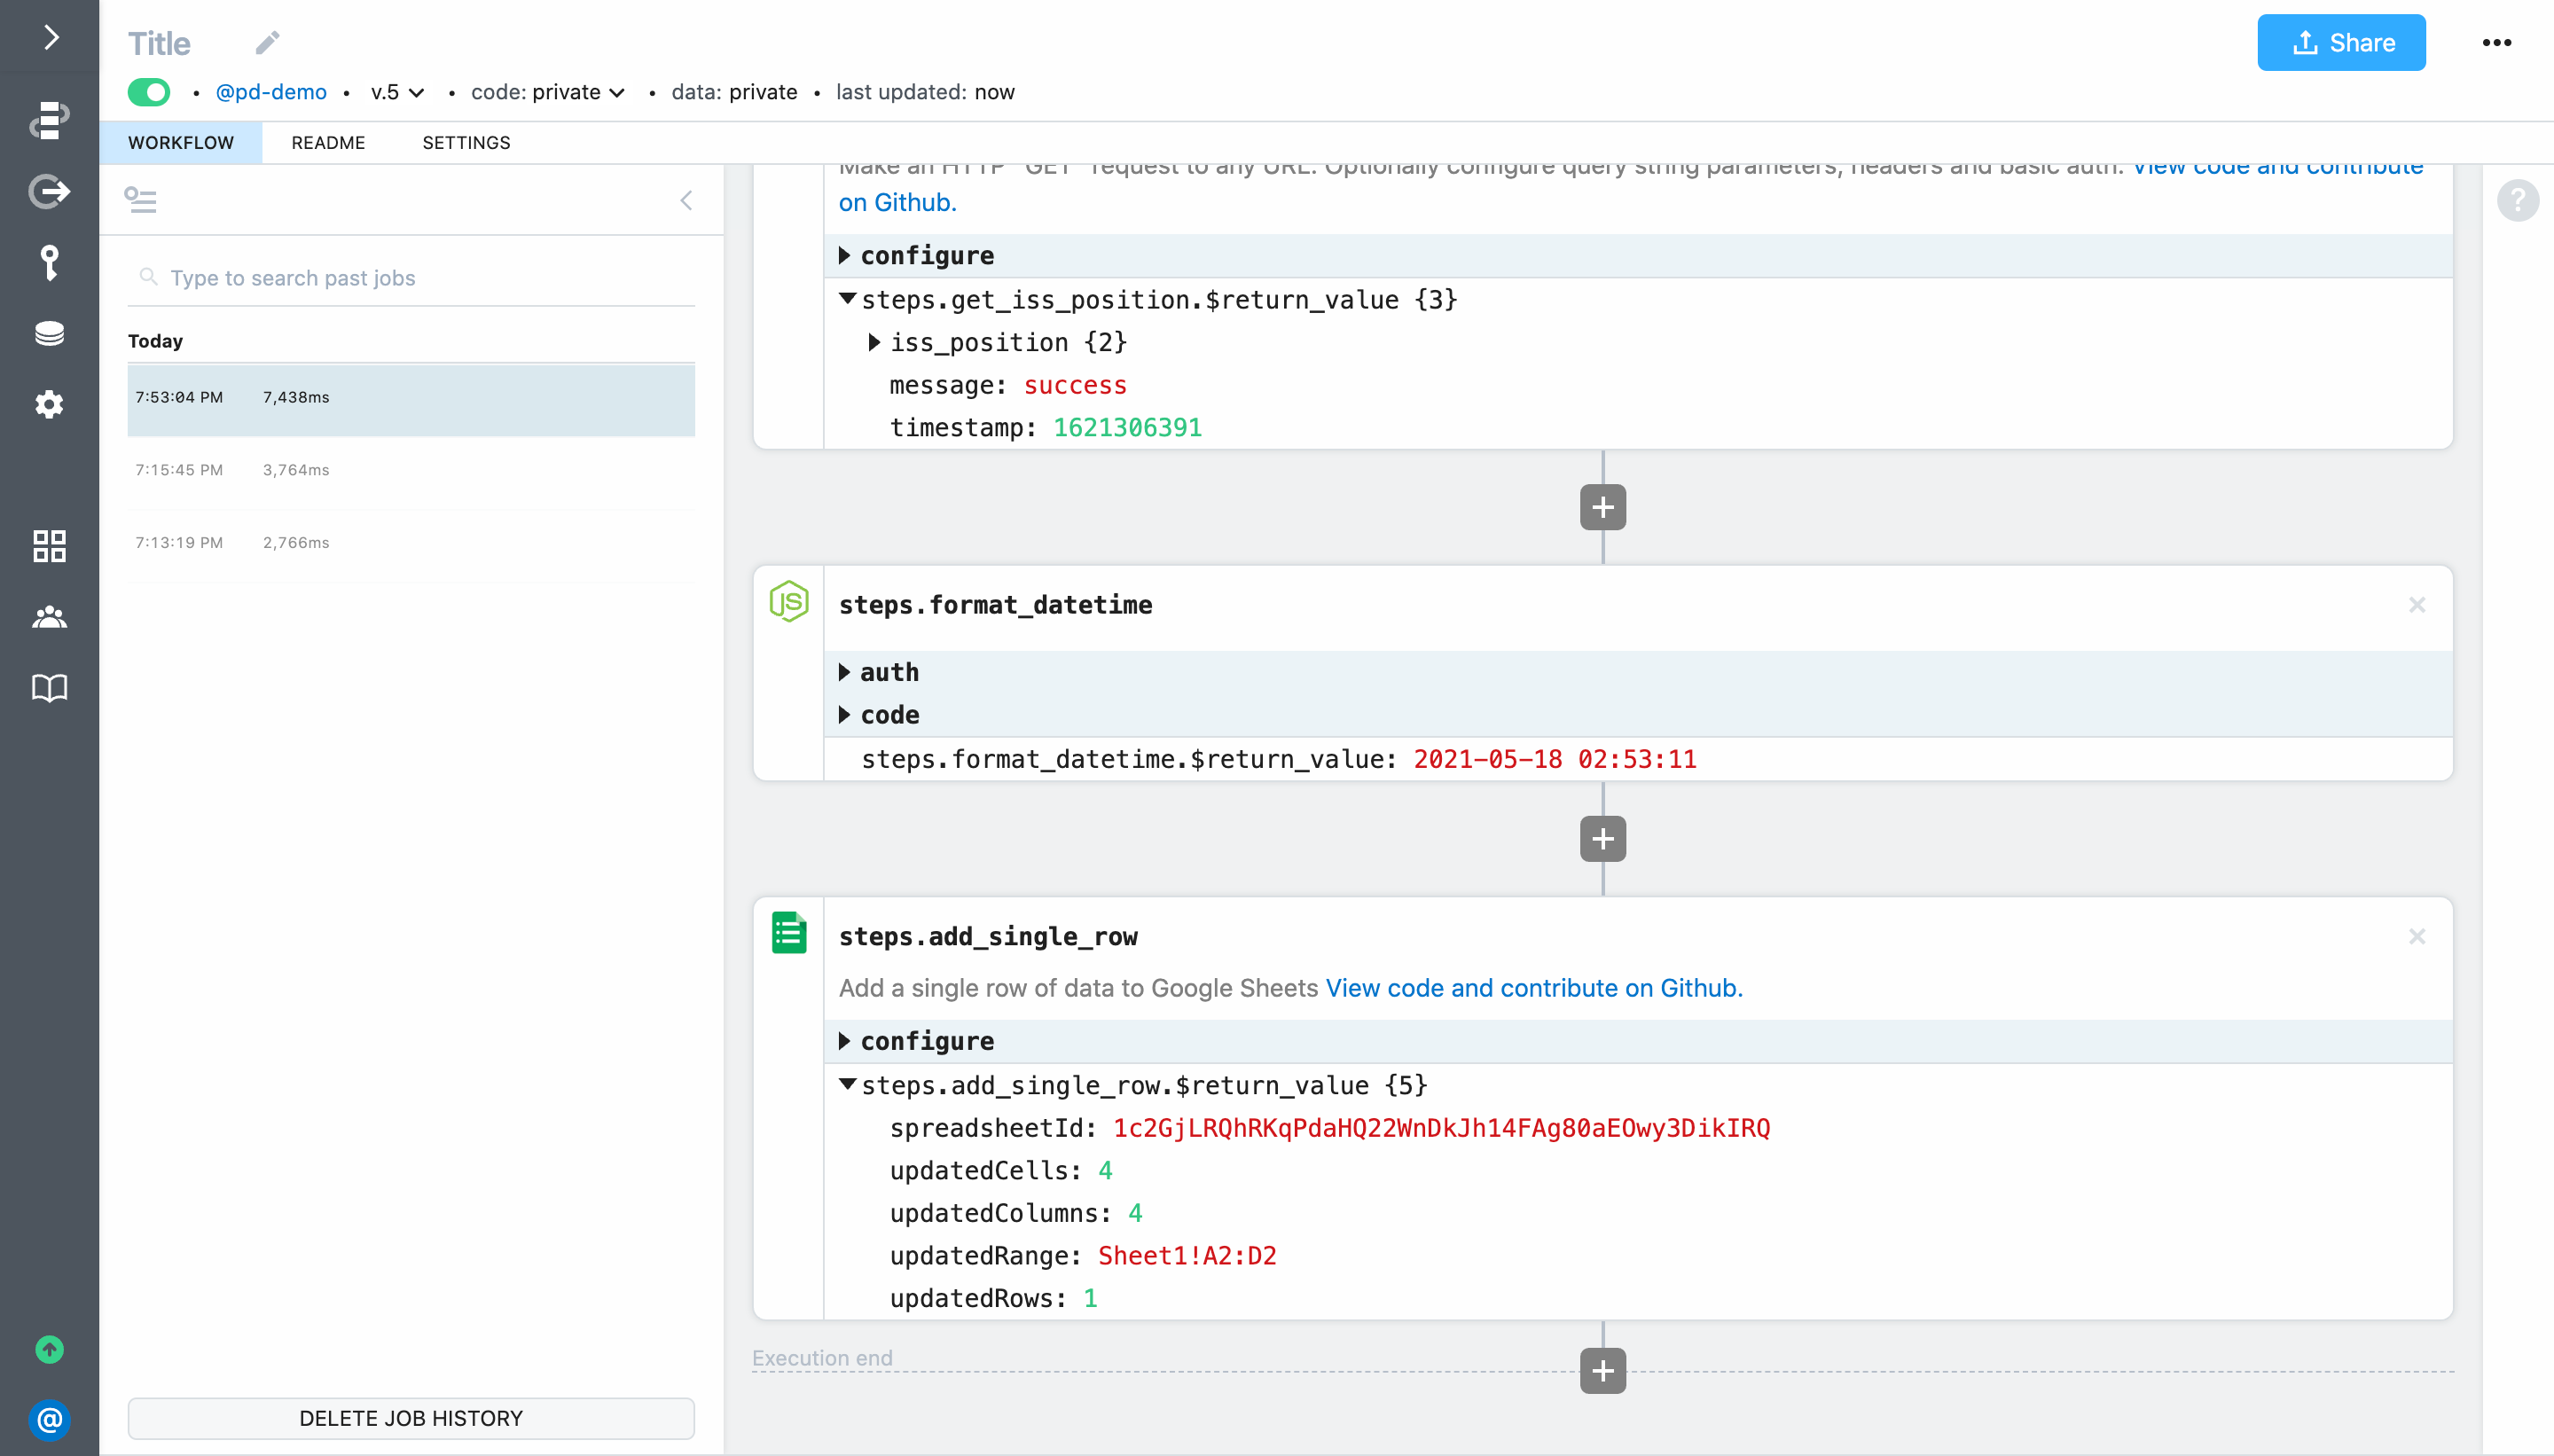 Title
Share
@pd-demo • v.5 • code: private • data: private • last updated: now
WORKFLOW README SETTINGS
Type to search past jobs
Today
7:53:04 PM 7,438ms
7:15:45 PM 3,764ms
7:13:19 PM 2,766ms
DELETE JOB HISTORY
Make an HTTP `GET` request to any URL. Optionally configure query string parameters, headers and basic auth. View code and contribute
on Github.
configure
steps.get_iss_position.$return_value {3}
iss_position {2}
message: success
timestamp: 1621306391
+
JS
steps.format_datetime
auth
code
steps.format_datetime.$return_value: 2021-05-18 02:53:11
+
steps.add_single_row
Add a single row of data to Google Sheets View code and contribute on Github.
configure
steps.add_single_row.$return_value {5}
spreadsheetId: 1c2GjLRQhRKqPdaHQ22WnDkJh14FAg80aEOwy3DikIRQ
updatedCells: 4
updatedColumns: 4
updatedRange: Sheet1!A2:D2
updatedRows: 1
Execution end
+
?
@